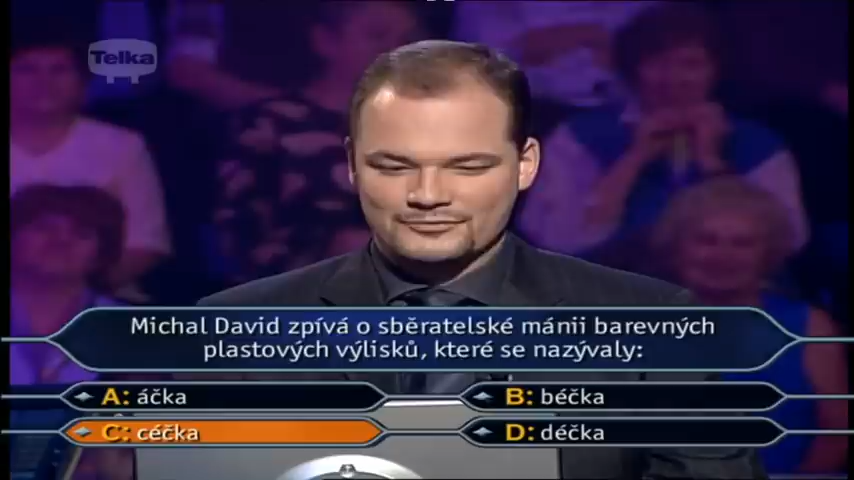 Telka
Michal David zpívá o sběratelské mánii barevných
plastových výlisků, které se nazývaly:
A: áčka
B: béčka
C: céčka
D: déčka